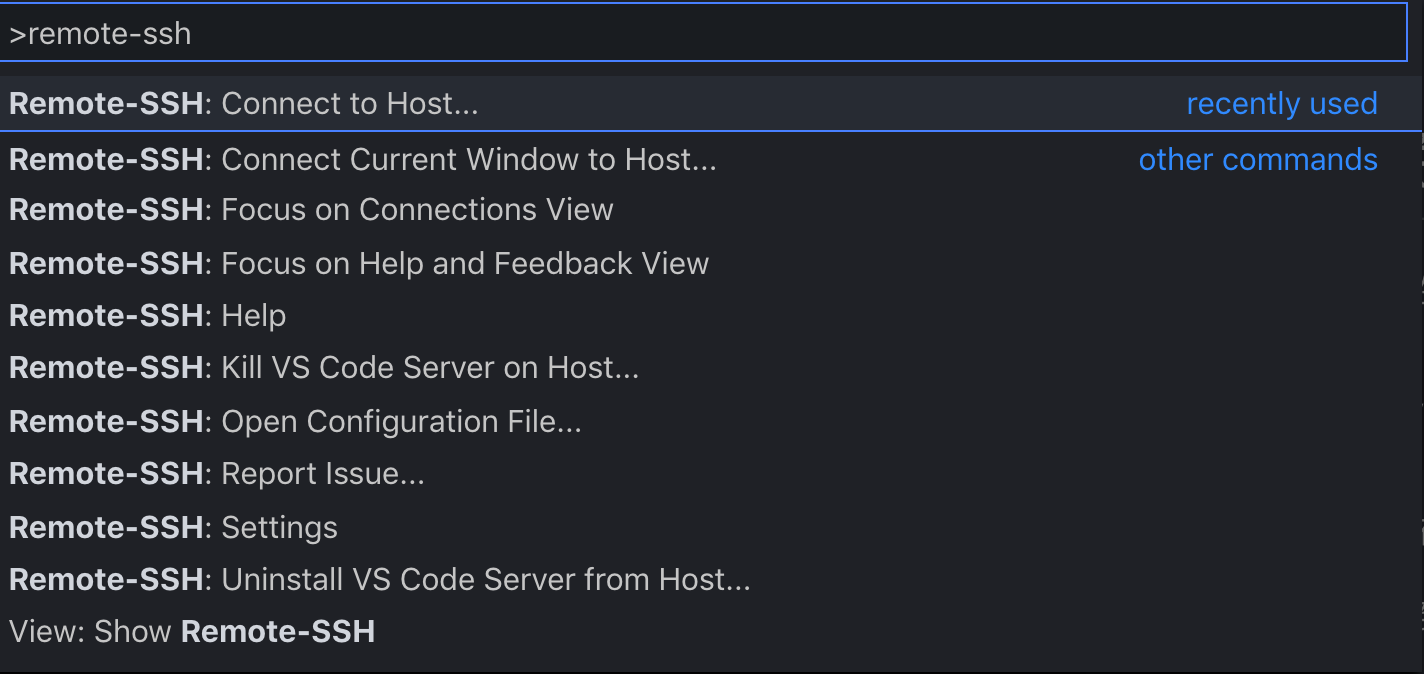 >remote-ssh
Remote-SSH: Connect to Host... recently used
Remote-SSH: Connect Current Window to Host... other commands
Remote-SSH: Focus on Connections View
Remote-SSH: Focus on Help and Feedback View
Remote-SSH: Help
Remote-SSH: Kill VS Code Server on Host...
Remote-SSH: Open Configuration File...
Remote-SSH: Report Issue...
Remote-SSH: Settings
Remote-SSH: Uninstall VS Code Server from Host...
View: Show Remote-SSH